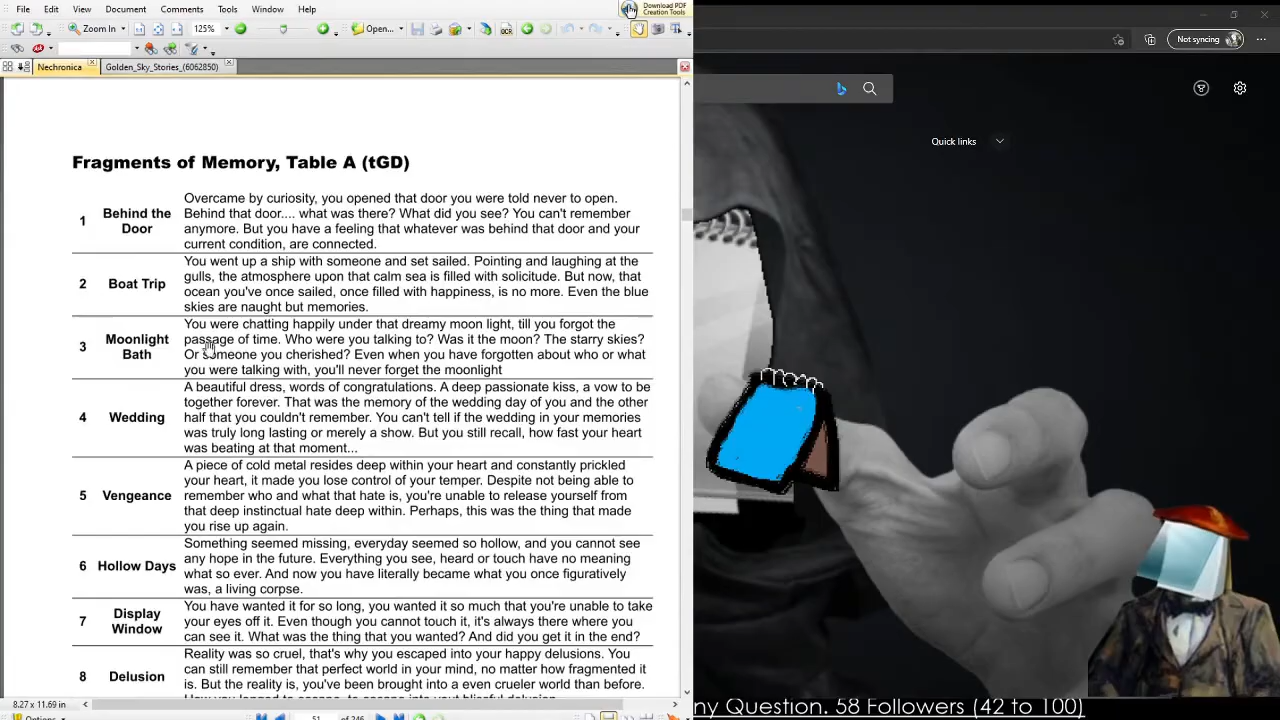 File Edit View Document Comments Tools Window Help
Download PDF
Creation Tools
Zoom In 125% Open... OCR
Nechronica Golden_Sky_Stories_(6062850)
Fragments of Memory, Table A (tGD)
1 Behind the Door
Overcame by curiosity, you opened that door you were told never to open.
Behind that door.... what was there? What did you see? You can't remember
anymore. But you have a feeling that whatever was behind that door and your
current condition, are connected.
2 Boat Trip
You went up a ship with someone and set sailed. Pointing and laughing at the
gulls, the atmosphere upon that calm sea is filled with solicitude. But now, that
ocean you've once sailed, once filled with happiness, is no more. Even the blue
skies are naught but memories.
3 Moonlight Bath
You were chatting happily under that dreamy moon light, till you forgot the
passage of time. Who were you talking to? Was it the moon? The starry skies?
Or someone you cherished? Even when you have forgotten about who or what
you were talking with, you'll never forget the moonlight
4 Wedding
A beautiful dress, words of congratulations. A deep passionate kiss, a vow to be
together forever. That was the memory of the wedding day of you and the other
half that you couldn't remember. You can't tell if the wedding in your memories
was truly long lasting or merely a show. But you still recall, how fast your heart
was beating at that moment...
5 Vengeance
A piece of cold metal resides deep within your heart and constantly prickled
your heart, it made you lose control of your temper. Despite not being able to
remember who and what that hate is, you're unable to release yourself from
that deep instinctual hate deep within. Perhaps, this was the thing that made
you rise up again.
6 Hollow Days
Something seemed missing, everyday seemed so hollow, and you cannot see
any hope in the future. Everything you see, heard or touch have no meaning
what so ever. And now you have literally became what you once figuratively
was, a living corpse.
7 Display Window
You have wanted it for so long, you wanted it so much that you're unable to take
your eyes off it. Even though you cannot touch it, it's always there where you
can see it. What was the thing that you wanted? And did you get it in the end?
8 Delusion
Reality was so cruel, that's why you escaped into your happy delusions. You
can still remember that perfect world in your mind, no matter how fragmented it
is. But the reality is, you've been brought into a even crueler world than before.
8.27 x 11.69 in
Options 51 of 246
Not syncing
Quick links
ny Question. 58 Followers (42 to 100)